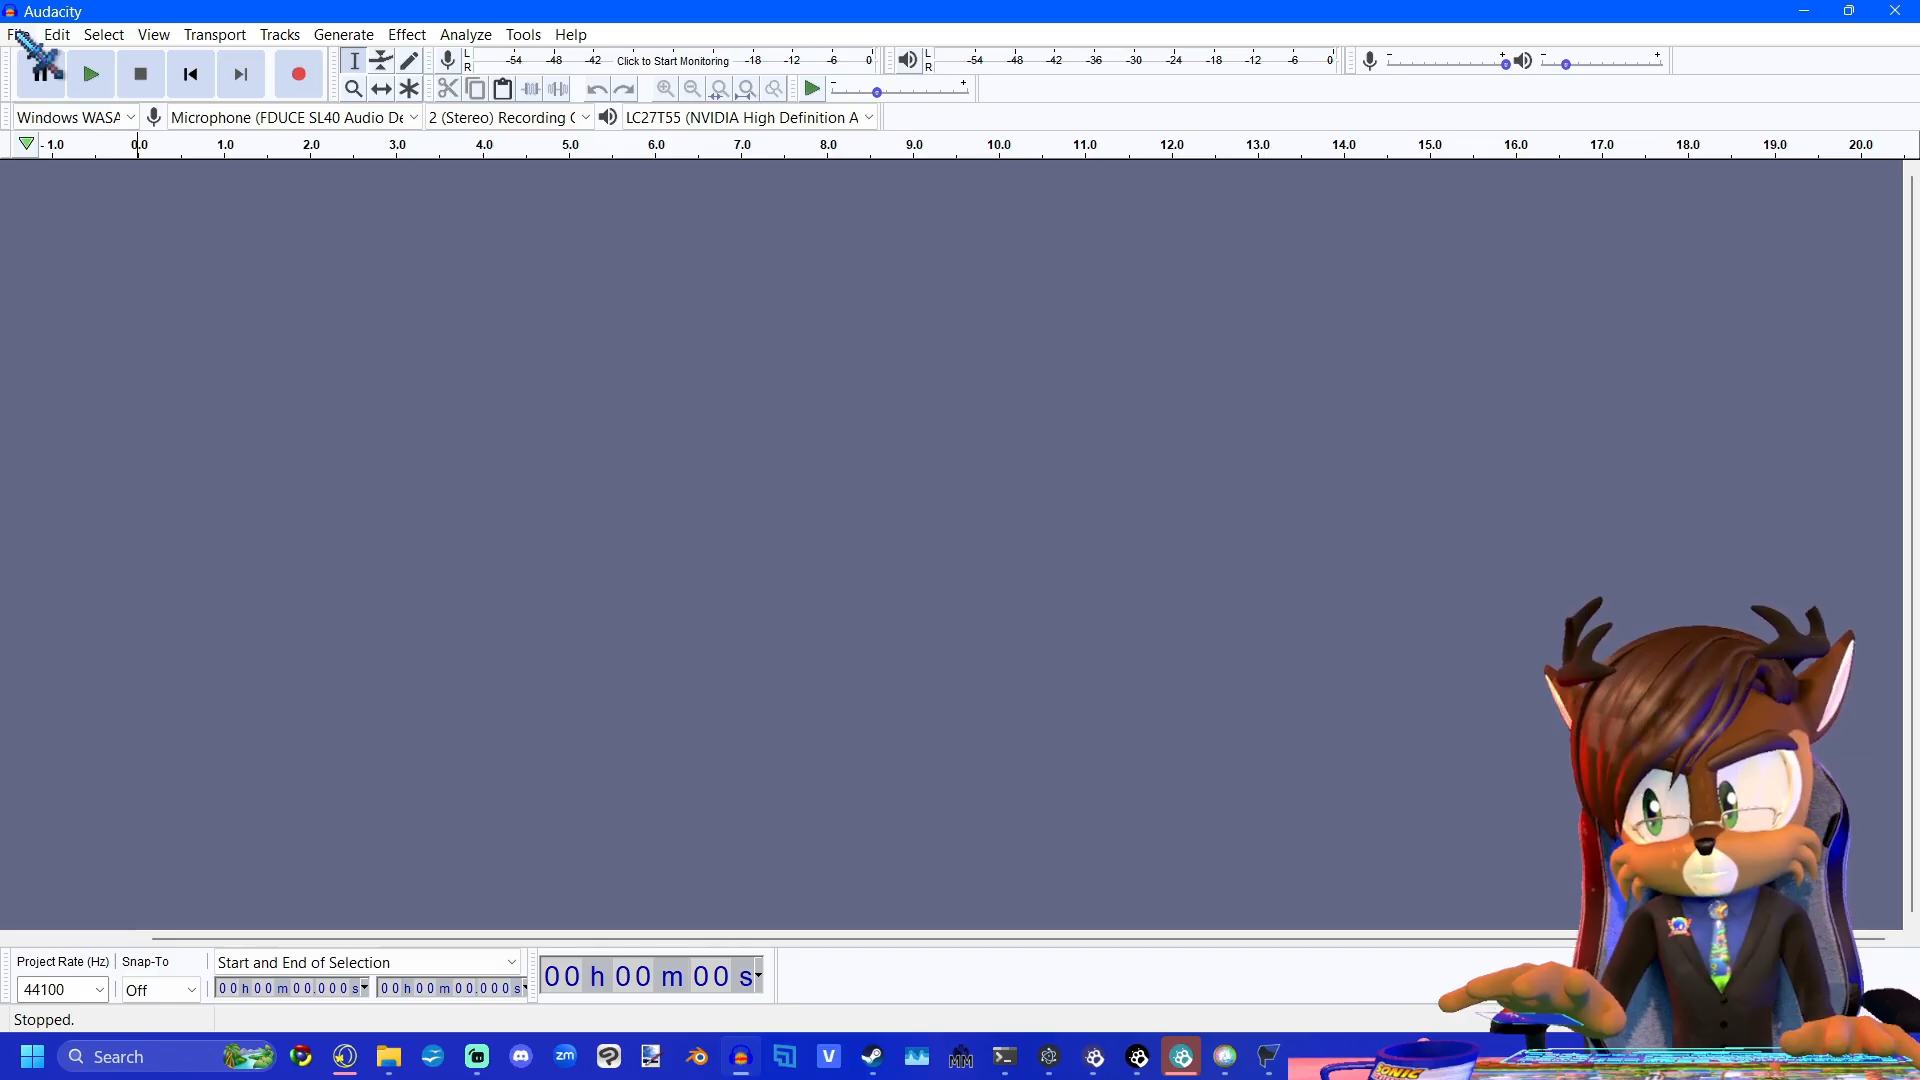 Audacity
File Edit Select View Transport Tracks Generate Effect Analyze Tools Help
L R -54 -48 -42 Click to Start Monitoring -18 -12 -6 0 L R -54 -48 -42 -36 -30 -24 -18 -12 -6 0 - + - +
- +
Windows WASA Microphone (FDUCE SL40 Audio De 2 (Stereo) Recording C LC27T55 (NVIDIA High Definition A
-1.0 0.0 1.0 2.0 3.0 4.0 5.0 6.0 7.0 8.0 9.0 10.0 11.0 12.0 13.0 14.0 15.0 16.0 17.0 18.0 19.0 20.0
Project Rate (Hz) Snap-To Start and End of Selection
44100 Off 00 h 00 m 00.000 s 00 h 00 m 00.000 s 00 h 00 m 00 s
Stopped.
Search zm V MM
SONIC